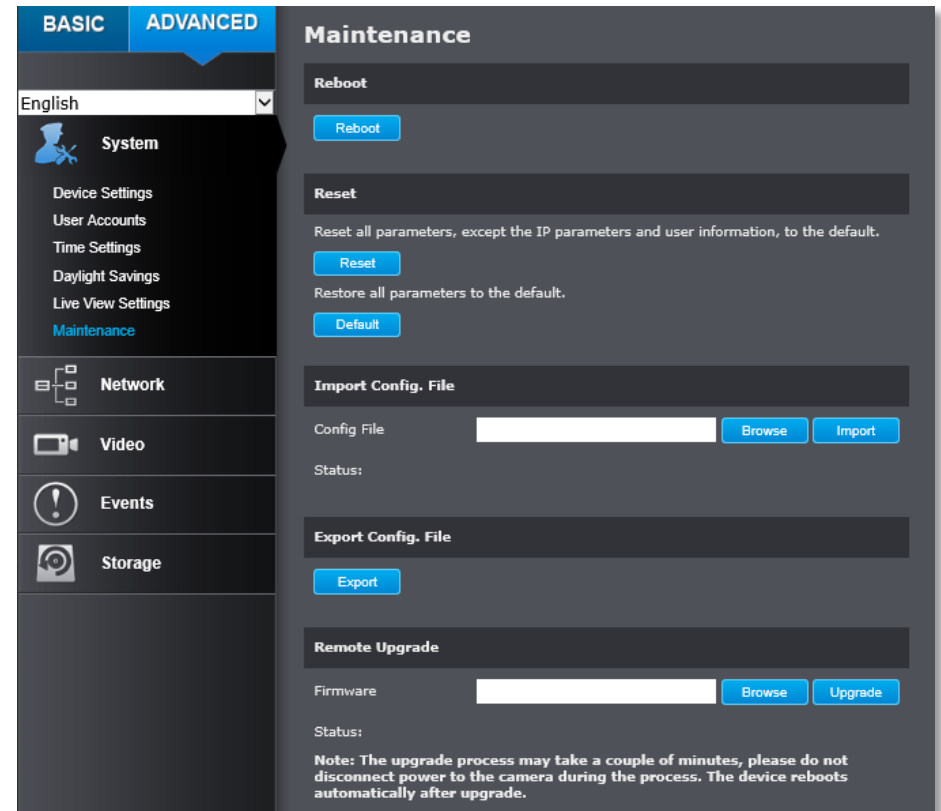 BASIC
ADVANCED
English
System
Device Settings
User Accounts
Time Settings
Daylight Savings
Live View Settings
Maintenance
Network
Video
Events
Storage
Maintenance
Reboot
Reboot
Reset
Reset all parameters, except the IP parameters and user information, to the default.
Reset
Restore all parameters to the default.
Default
Import Config. File
Config File
Browse
Import
Status:
Export Config. File
Export
Remote Upgrade
Firmware
Browse
Upgrade
Status:
Note: The upgrade process may take a couple of minutes, please do not
disconnect power to the camera during the process. The device reboots
automatically after upgrade.